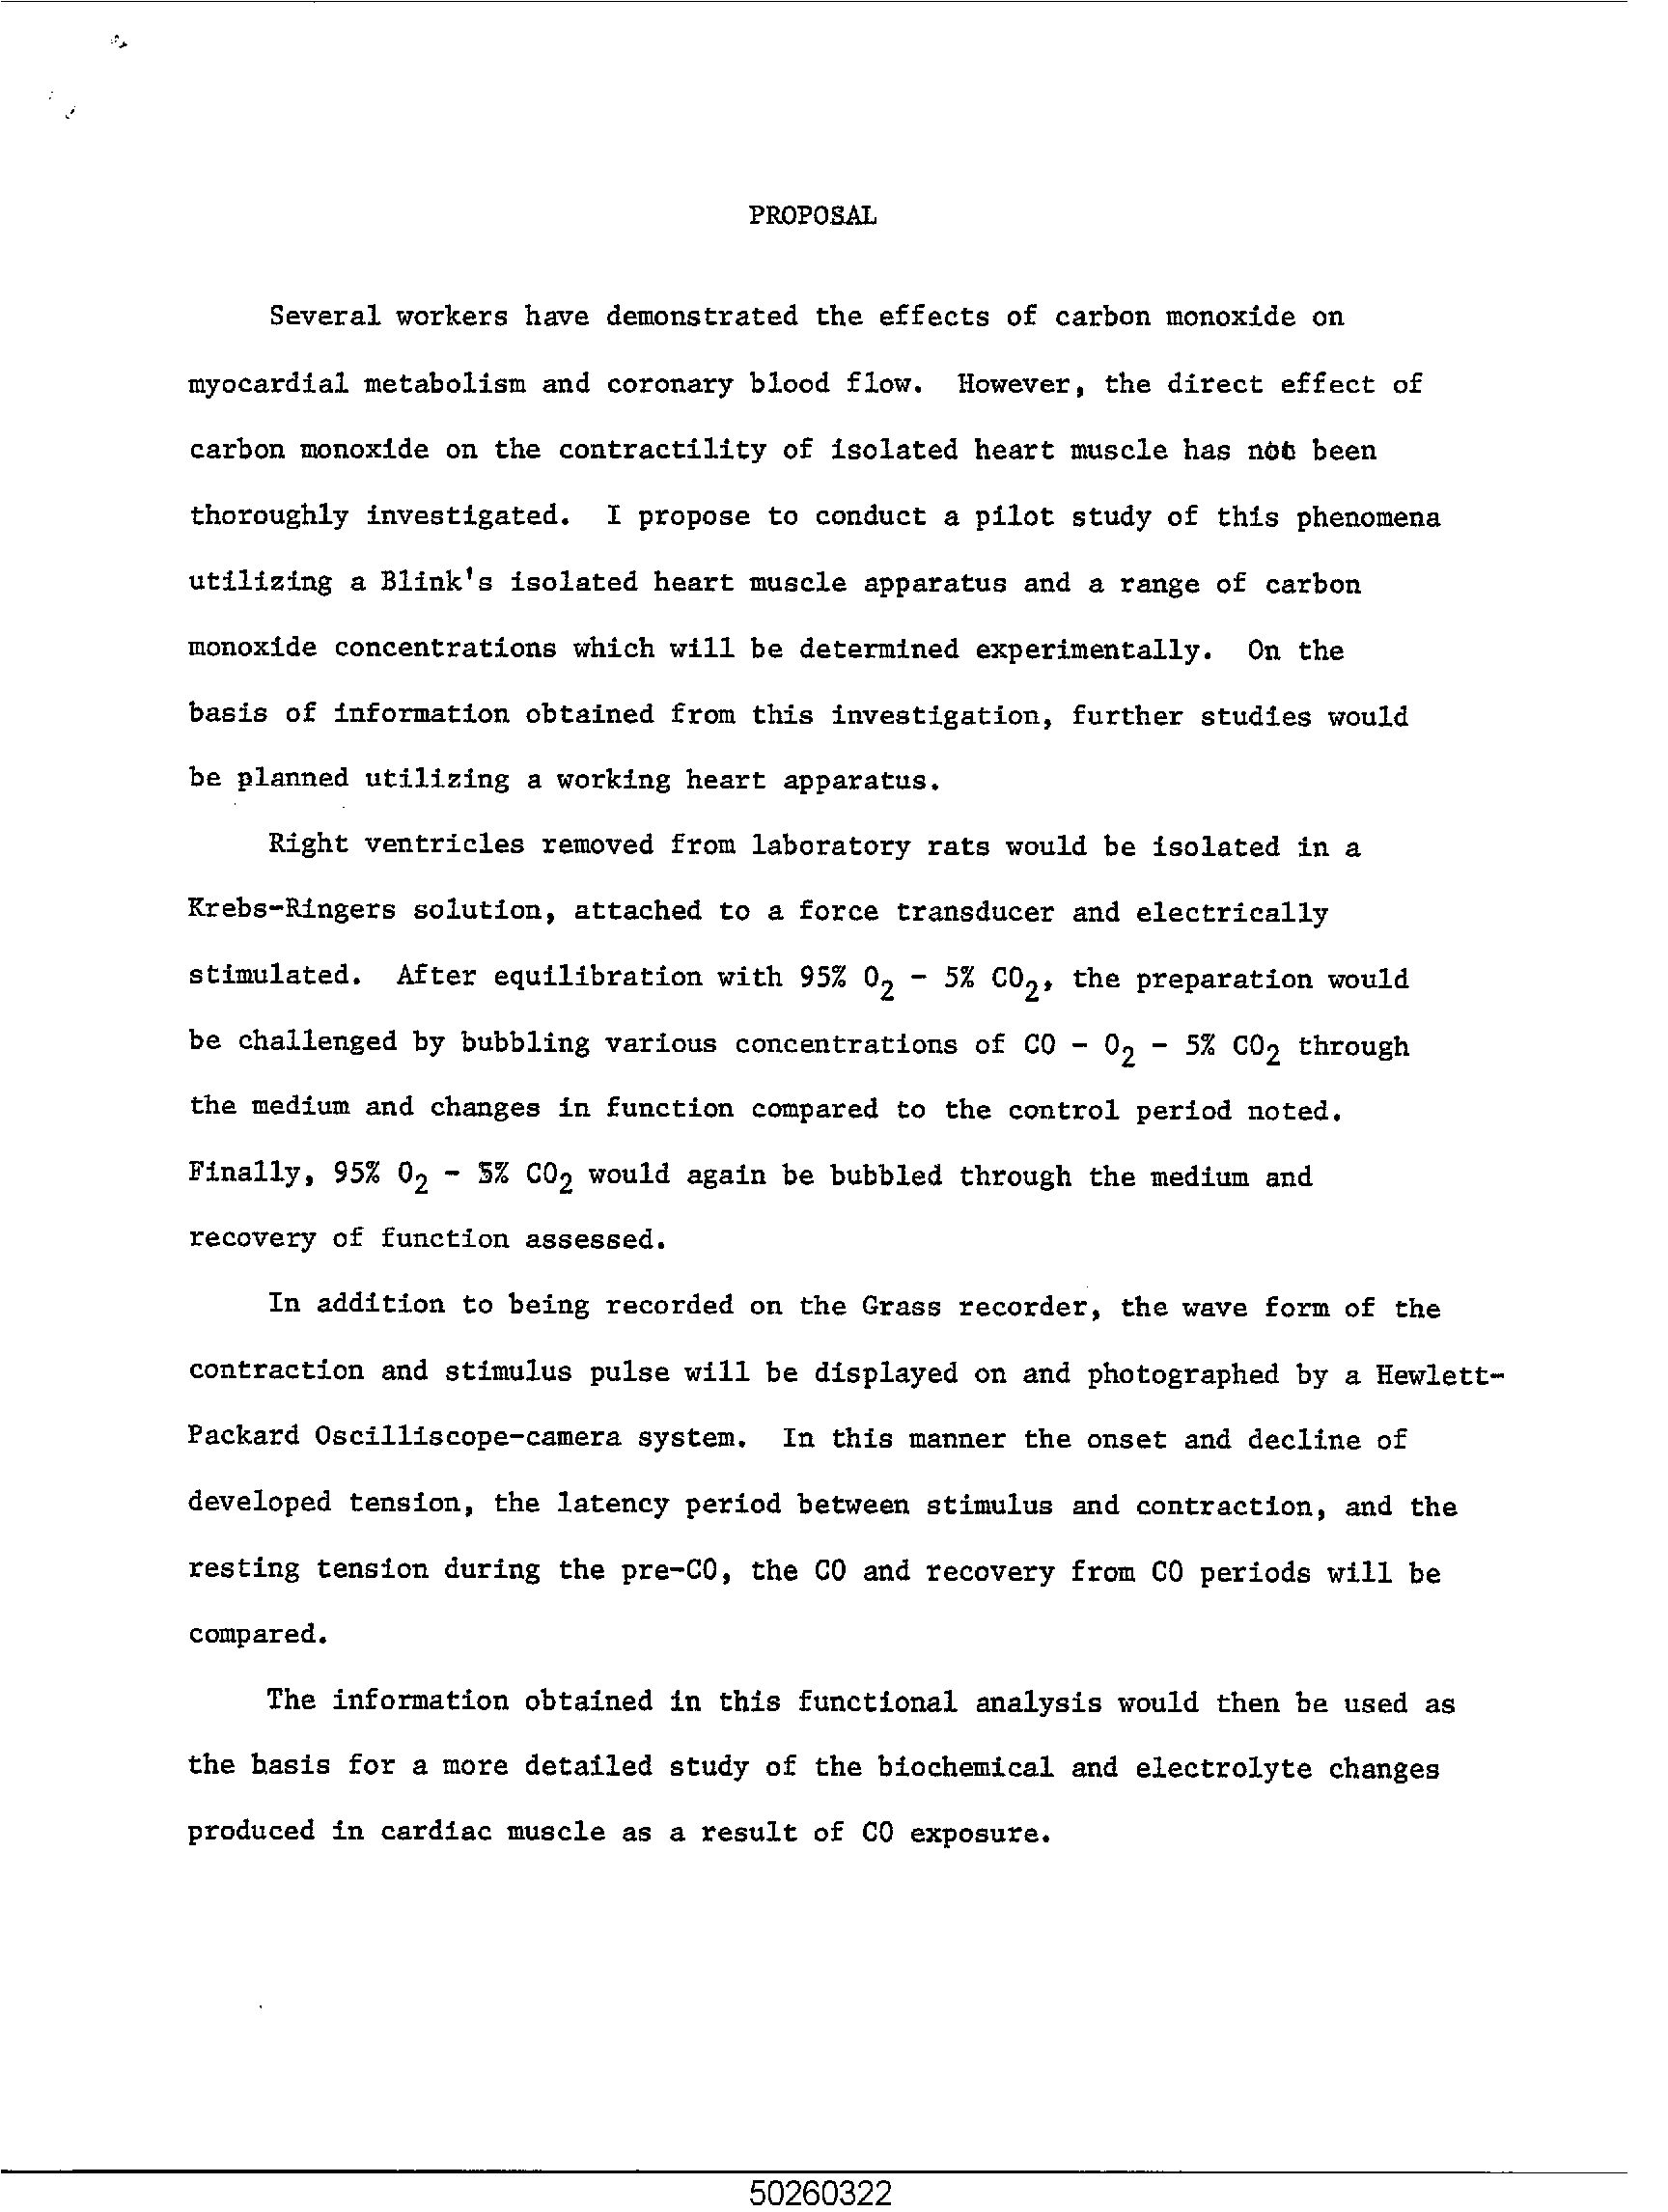 PROPOSAL
Several workers have demonstrated the effects of carbon monoxide on
myocardial metabolism and coronary blood flow. However, the direct effect of
carbon monoxide on the contractility of isolated heart muscle has not been
thoroughly investigated. I propose to conduct a pilot study of this phenomena
utilizing a Blink's isolated heart muscle apparatus and a range of carbon
monoxide concentrations which will be determined experimentally. On the
basis of information obtained from this investigation, further studies would
be planned utilizing a working heart apparatus.
Right ventricles removed from laboratory rats would be isolated in a
Krebs-Ringers solution, attached to a force transducer and electrically
stimulated. After equilibration with 95% O₂ - 5% CO₂, the preparation would
be challenged by bubbling various concentrations of CO - O₂ - 5% CO₂ through
the medium and changes in function compared to the control period noted.
Finally, 95% O₂ - 5% CO₂ would again be bubbled through the medium and
recovery of function assessed.
In addition to being recorded on the Grass recorder, the wave form of the
contraction and stimulus pulse will be displayed on and photographed by a Hewlett-
Packard Oscilliscope-camera system. In this manner the onset and decline of
developed tension, the latency period between stimulus and contraction, and the
resting tension during the pre-CO, the CO and recovery from CO periods will be
compared.
The information obtained in this functional analysis would then be used as
the basis for a more detailed study of the biochemical and electrolyte changes
produced in cardiac muscle as a result of CO exposure.
50260322